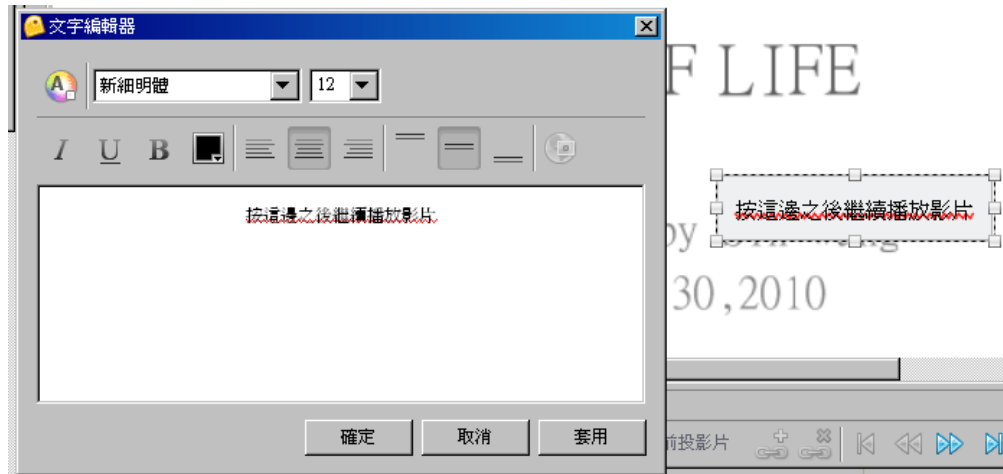 文字編輯器
新細明體
12
I U B
按這邊之後繼續播放影片
確定
取消
套用
F LIFE
按這邊之後繼續播放影片
by
30,2010
前投影片